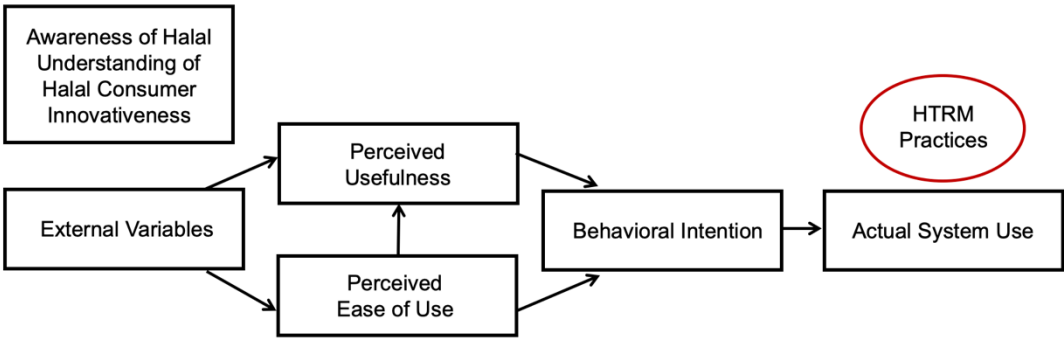 Awareness of Halal
Understanding of
Halal Consumer
Innovativeness
HTRM
Practices
Perceived
Usefulness
External Variables
Behavioral Intention
Actual System Use
Perceived
Ease of Use